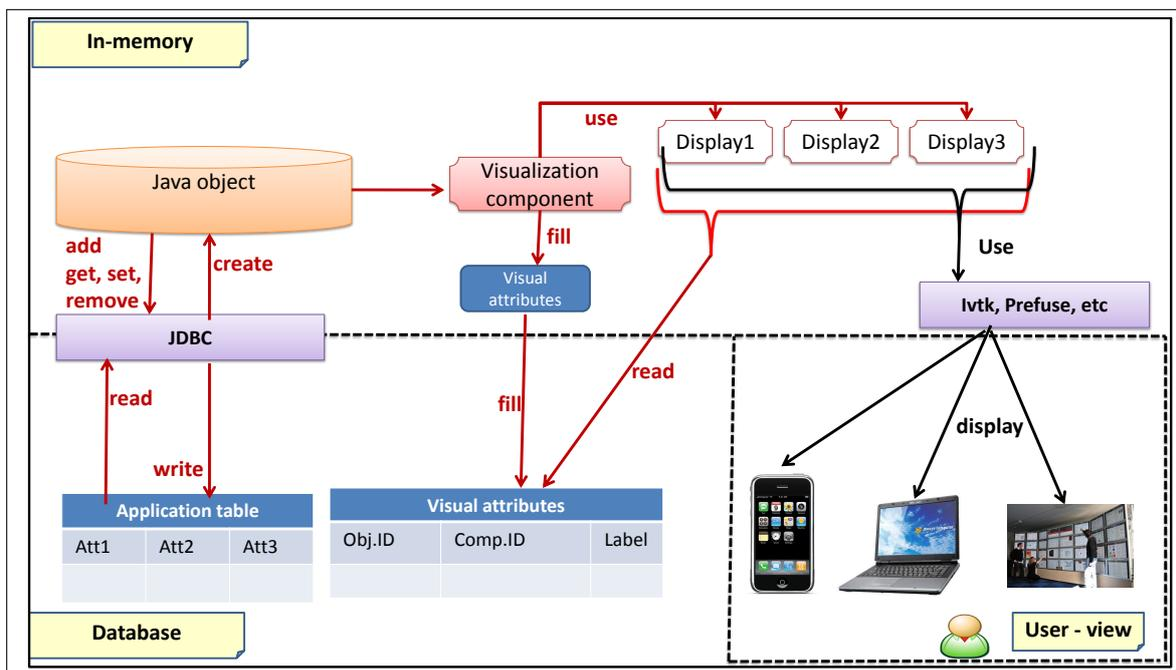 In-memory
use
Display1
Display2
Display3
Java object
Visualization
component
add
get, set,
remove
create
fill
Visual
attributes
Use
Ivtk, Prefuse, etc
JDBC
read
fill
read
display
write
Application table
Att1
Att2
Att3
Visual attributes
Obj.ID
Comp.ID
Label
Database
User - view